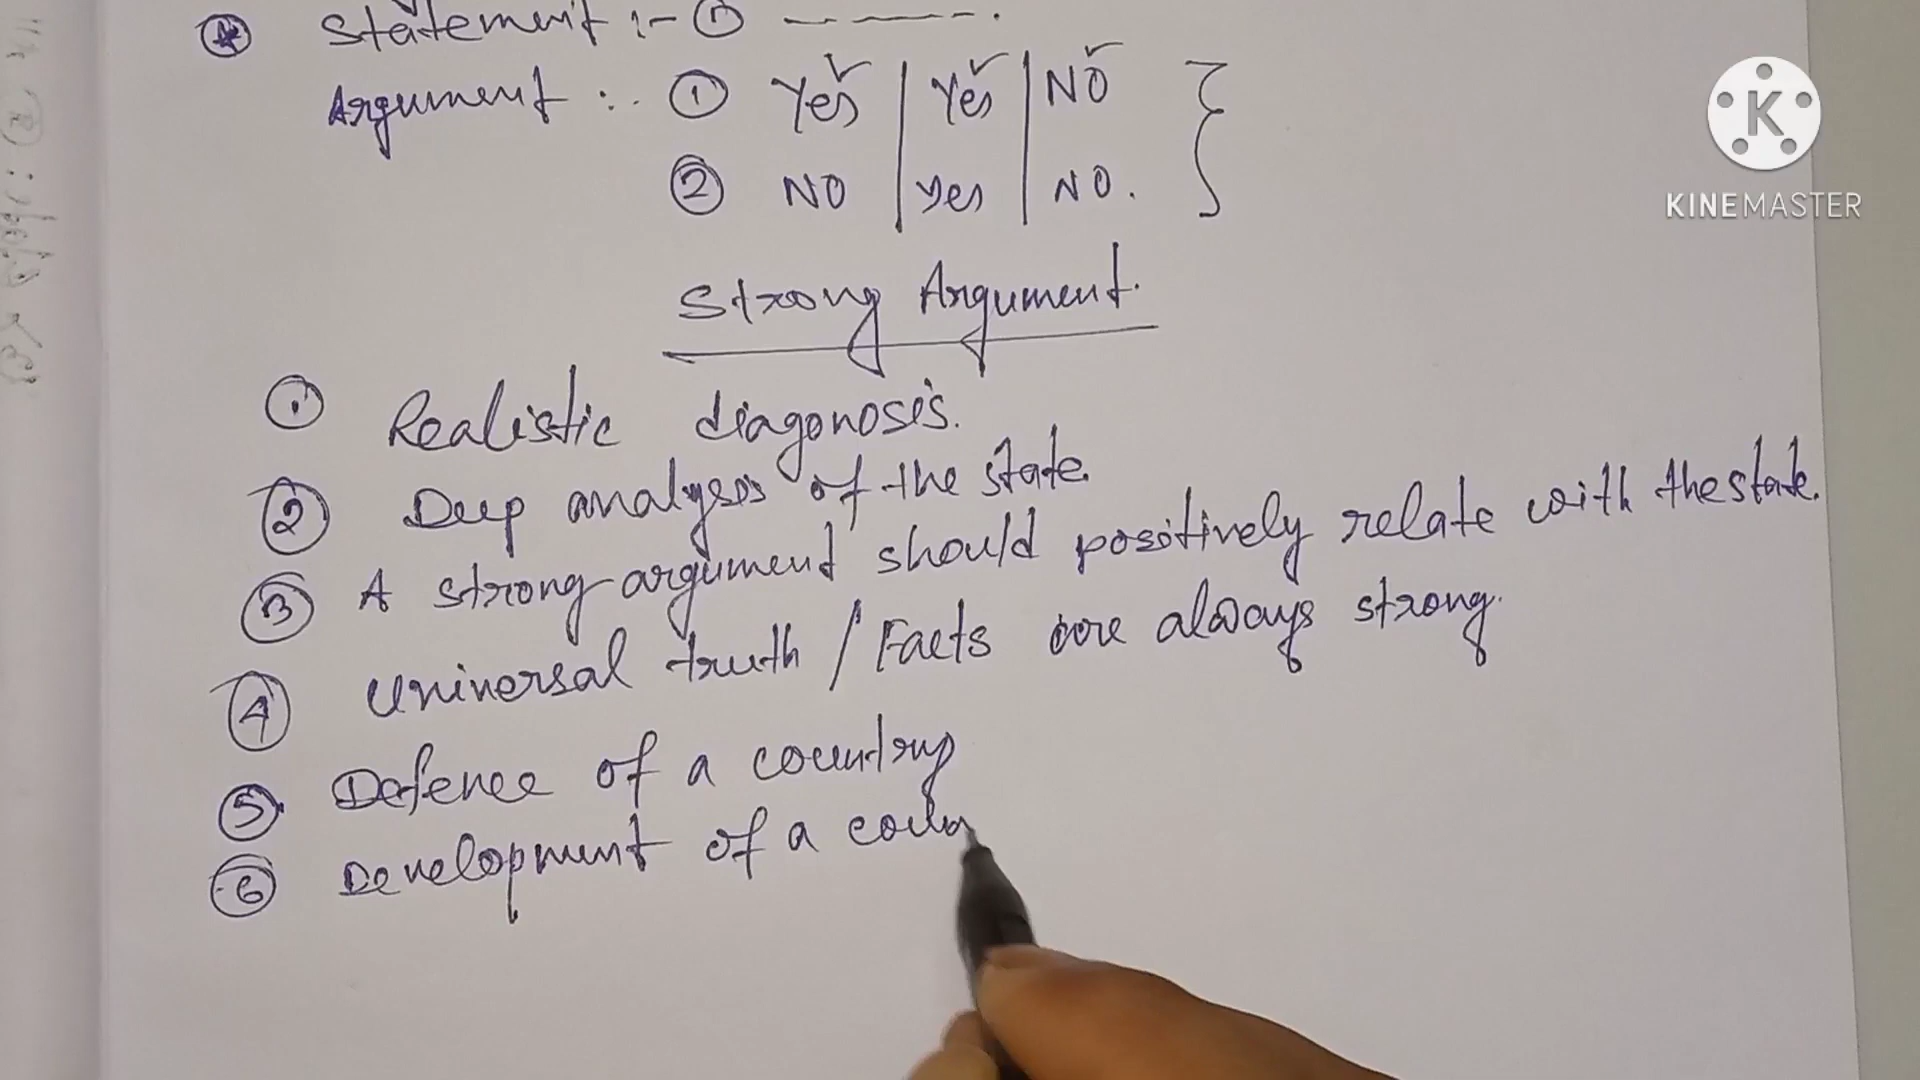 Statement :- ① -----.
Argument :- ① Yes | Yes | NO
② NO | yes | NO.
Strong Argument.
① Realistic diagonosis.
② Deep analysis of the state.
③ A strong argument should positively relate with the state.
④ Universal truth / Facts are always strong.
⑤ Defence of a country
⑥ Development of a coun
K
KINEMASTER